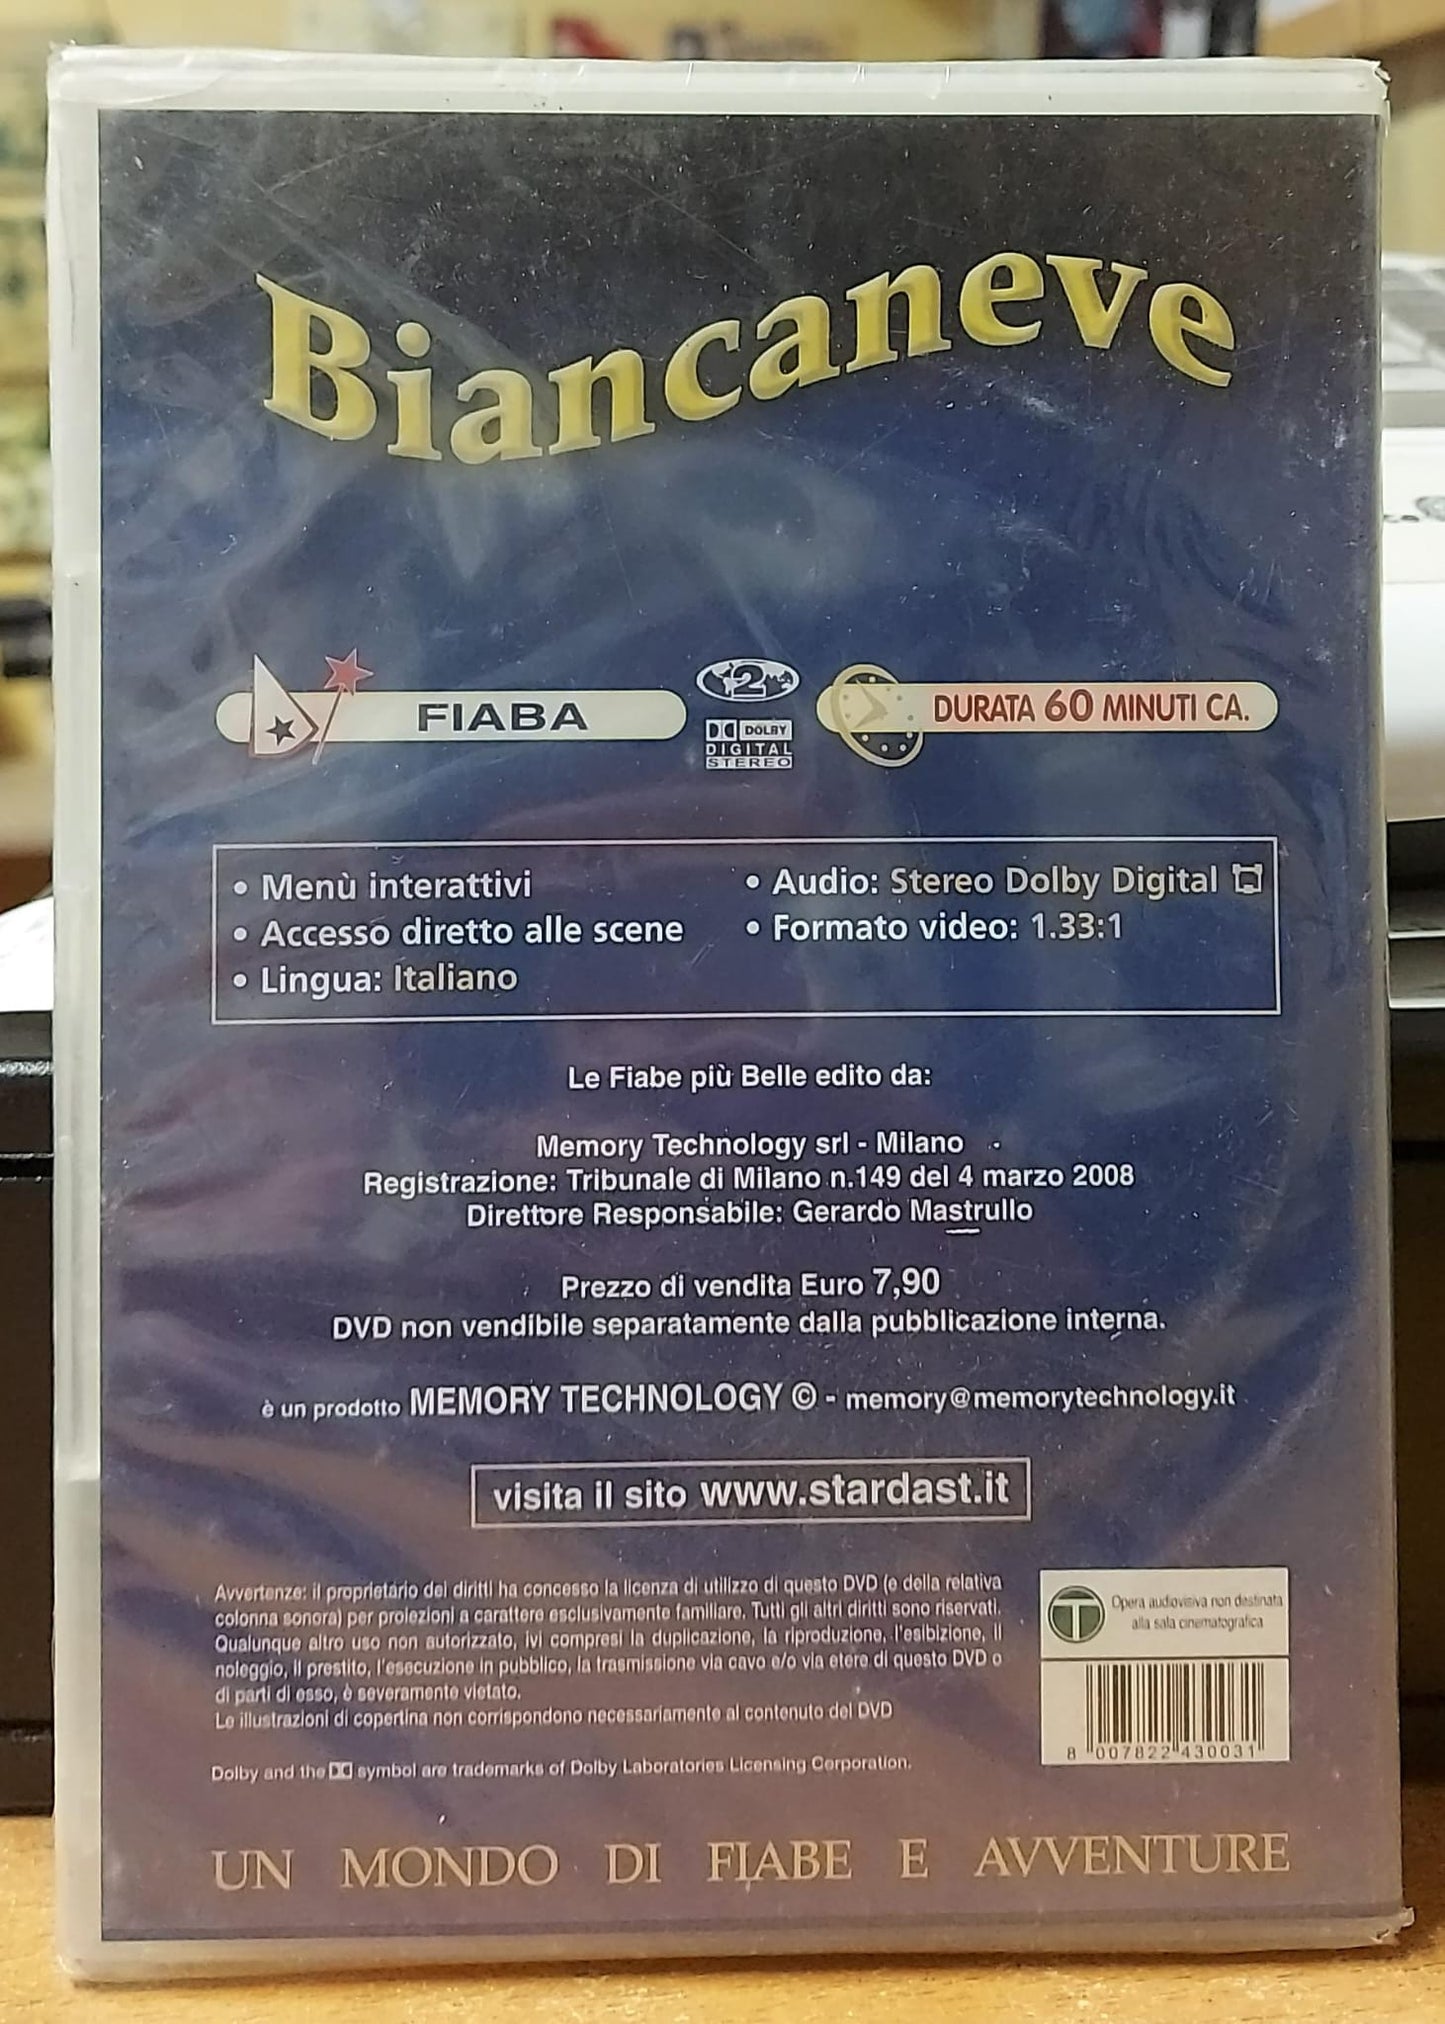 Biancaneve
FIABA
2
DOLBY
DIGITAL
STEREO
DURATA 60 MINUTI CA.
• Menù interattivi
• Accesso diretto alle scene
• Lingua: Italiano
• Audio: Stereo Dolby Digital
• Formato video: 1.33:1
Le Fiabe più Belle edito da:
Memory Technology srl - Milano
Registrazione: Tribunale di Milano n.149 del 4 marzo 2008
Direttore Responsabile: Gerardo Mastrullo
Prezzo di vendita Euro 7,90
DVD non vendibile separatamente dalla pubblicazione interna.
è un prodotto MEMORY TECHNOLOGY © - memory@memorytechnology.it
visita il sito www.stardast.it
Avvertenze: il proprietario dei diritti ha concesso la licenza di utilizzo di questo DVD (e della relativa
colonna sonora) per proiezioni a carattere esclusivamente familiare. Tutti gli altri diritti sono riservati.
Qualunque altro uso non autorizzato, ivi compresi la duplicazione, la riproduzione, l'esibizione, il
noleggio, il prestito, l'esecuzione in pubblico, la trasmissione via cavo e/o via etere di questo DVD o
di parti di esso, è severamente vietato.
Le illustrazioni di copertina non corrispondono necessariamente al contenuto del DVD
Dolby and the symbol are trademarks of Dolby Laboratories Licensing Corporation.
T
Opera audiovisiva non destinata
alla sala cinematografica
8 007822 430031
UN MONDO DI FIABE E AVVENTURE